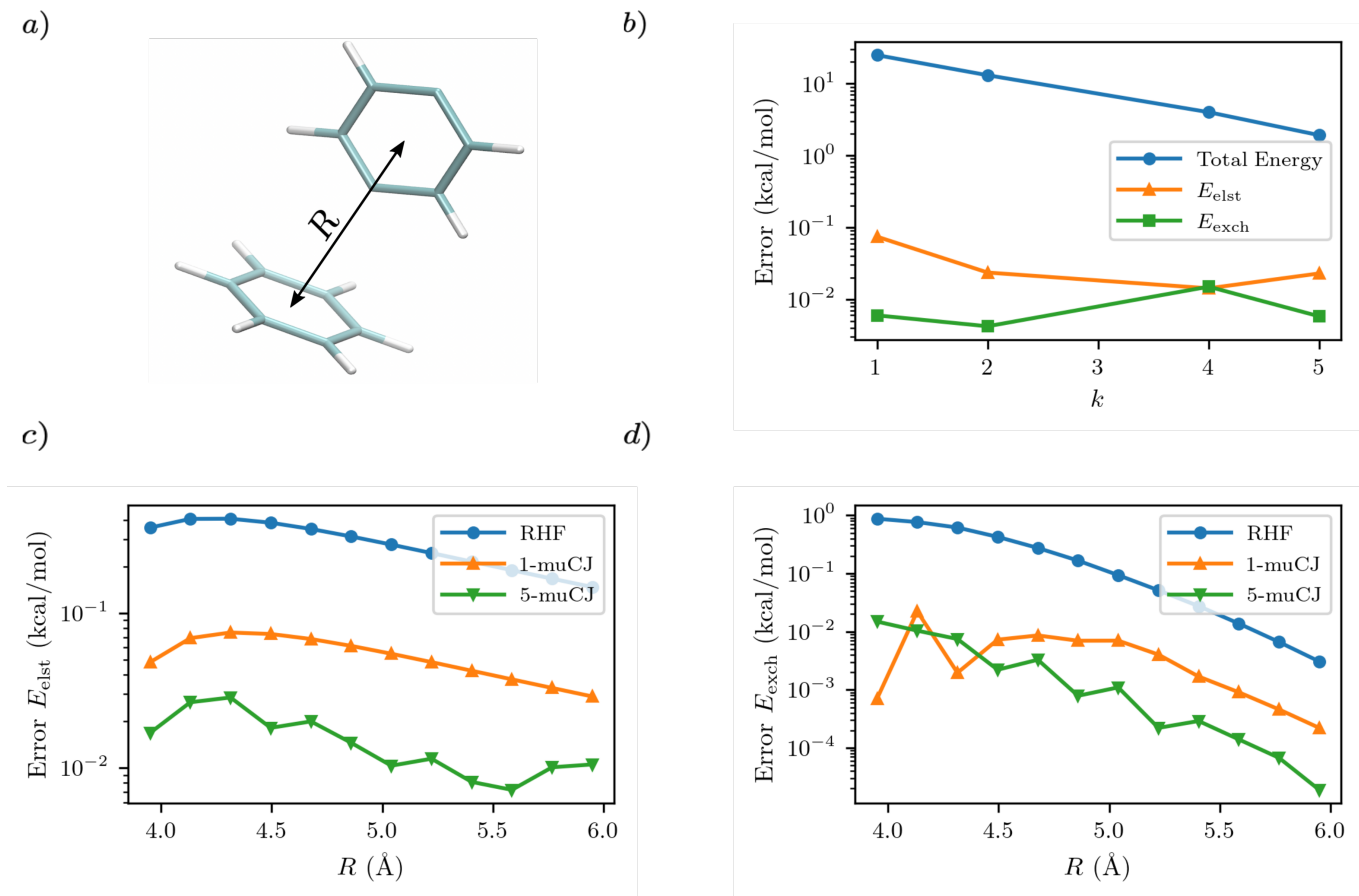 a)
R
b)
Error (kcal/mol)
10^1
10^0
10^-1
10^-2
Total Energy
E_elst
E_exch
1 2 3 4 5
k
c)
Error E_elst (kcal/mol)
10^-1
10^-2
RHF
1-muCJ
5-muCJ
4.0 4.5 5.0 5.5 6.0
R (Å)
d)
Error E_exch (kcal/mol)
10^0
10^-1
10^-2
10^-3
10^-4
RHF
1-muCJ
5-muCJ
4.0 4.5 5.0 5.5 6.0
R (Å)